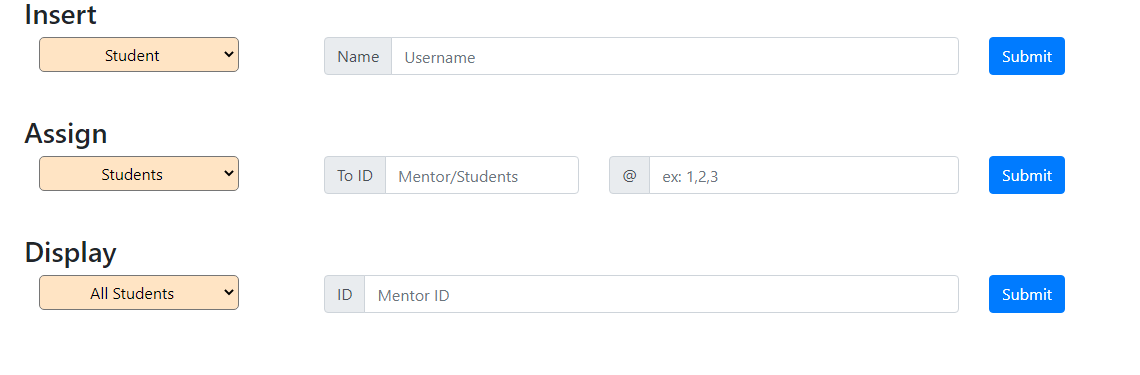 Insert
Student Name Username Submit
Assign
Students To ID Mentor/Students @ ex: 1,2,3 Submit
Display
All Students ID Mentor ID Submit